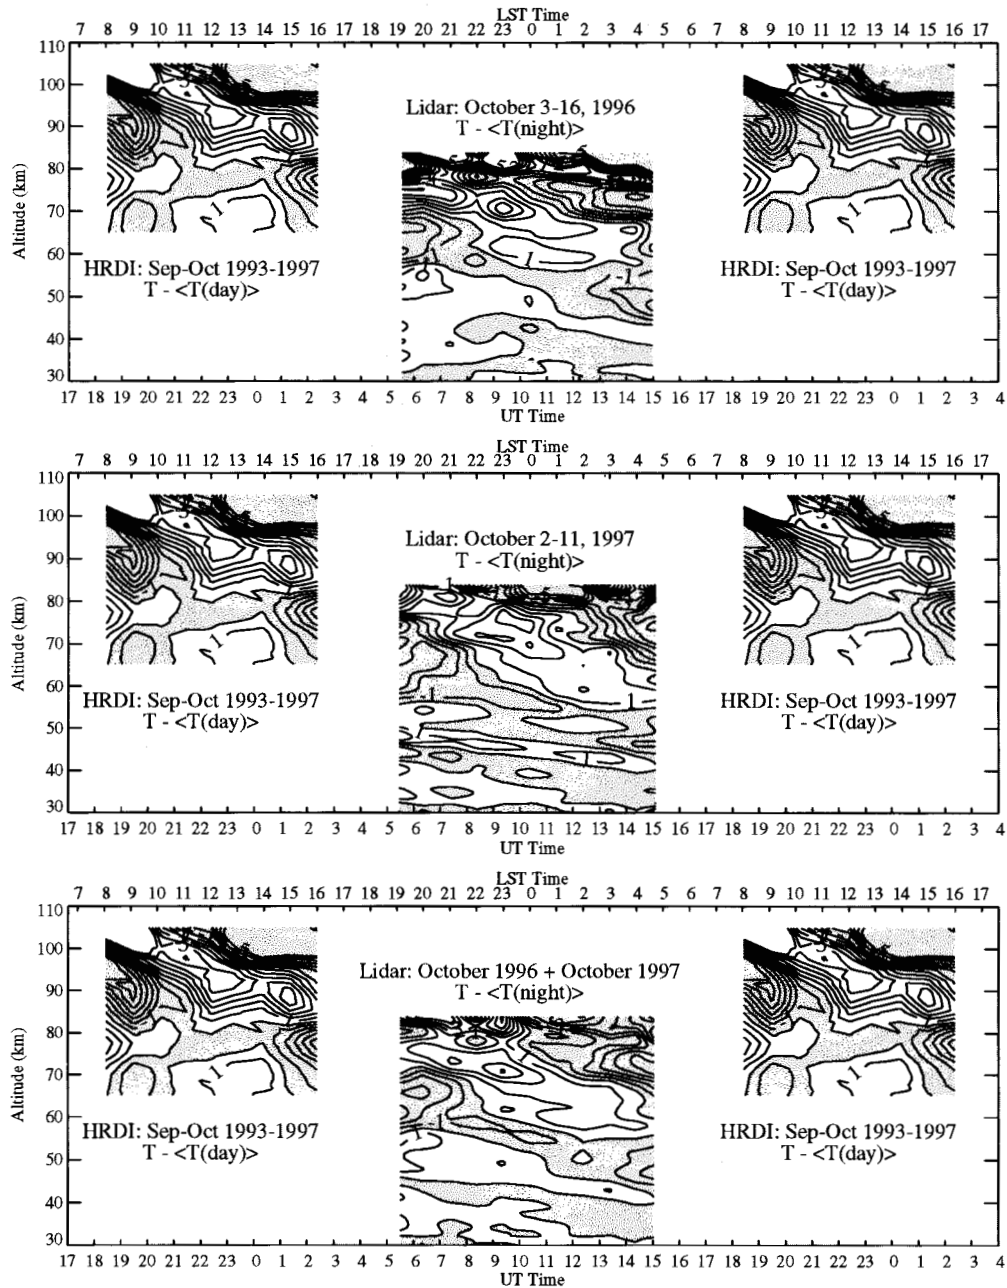 LST Time
7 8 9 10 11 12 13 14 15 16 17 18 19 20 21 22 23 0 1 2 3 4 5 6 7 8 9 10 11 12 13 14 15 16 17
110
100
90
80
70
60
50
40
30
Altitude (km)
Lidar: October 3-16, 1996
T - <T(night)>
HRDI: Sep-Oct 1993-1997
T - <T(day)>
HRDI: Sep-Oct 1993-1997
T - <T(day)>
1
1
-1
1
17 18 19 20 21 22 23 0 1 2 3 4 5 6 7 8 9 10 11 12 13 14 15 16 17 18 19 20 21 22 23 0 1 2 3 4
UT Time
LST Time
7 8 9 10 11 12 13 14 15 16 17 18 19 20 21 22 23 0 1 2 3 4 5 6 7 8 9 10 11 12 13 14 15 16 17
110
100
90
80
70
60
50
40
30
Altitude (km)
Lidar: October 2-11, 1997
T - <T(night)>
HRDI: Sep-Oct 1993-1997
T - <T(day)>
HRDI: Sep-Oct 1993-1997
T - <T(day)>
1
1
-1
1
1
1
17 18 19 20 21 22 23 0 1 2 3 4 5 6 7 8 9 10 11 12 13 14 15 16 17 18 19 20 21 22 23 0 1 2 3 4
UT Time
LST Time
7 8 9 10 11 12 13 14 15 16 17 18 19 20 21 22 23 0 1 2 3 4 5 6 7 8 9 10 11 12 13 14 15 16 17
110
100
90
80
70
60
50
40
30
Altitude (km)
Lidar: October 1996 + October 1997
T - <T(night)>
HRDI: Sep-Oct 1993-1997
T - <T(day)>
HRDI: Sep-Oct 1993-1997
T - <T(day)>
1
1
-1
1
17 18 19 20 21 22 23 0 1 2 3 4 5 6 7 8 9 10 11 12 13 14 15 16 17 18 19 20 21 22 23 0 1 2 3 4
UT Time